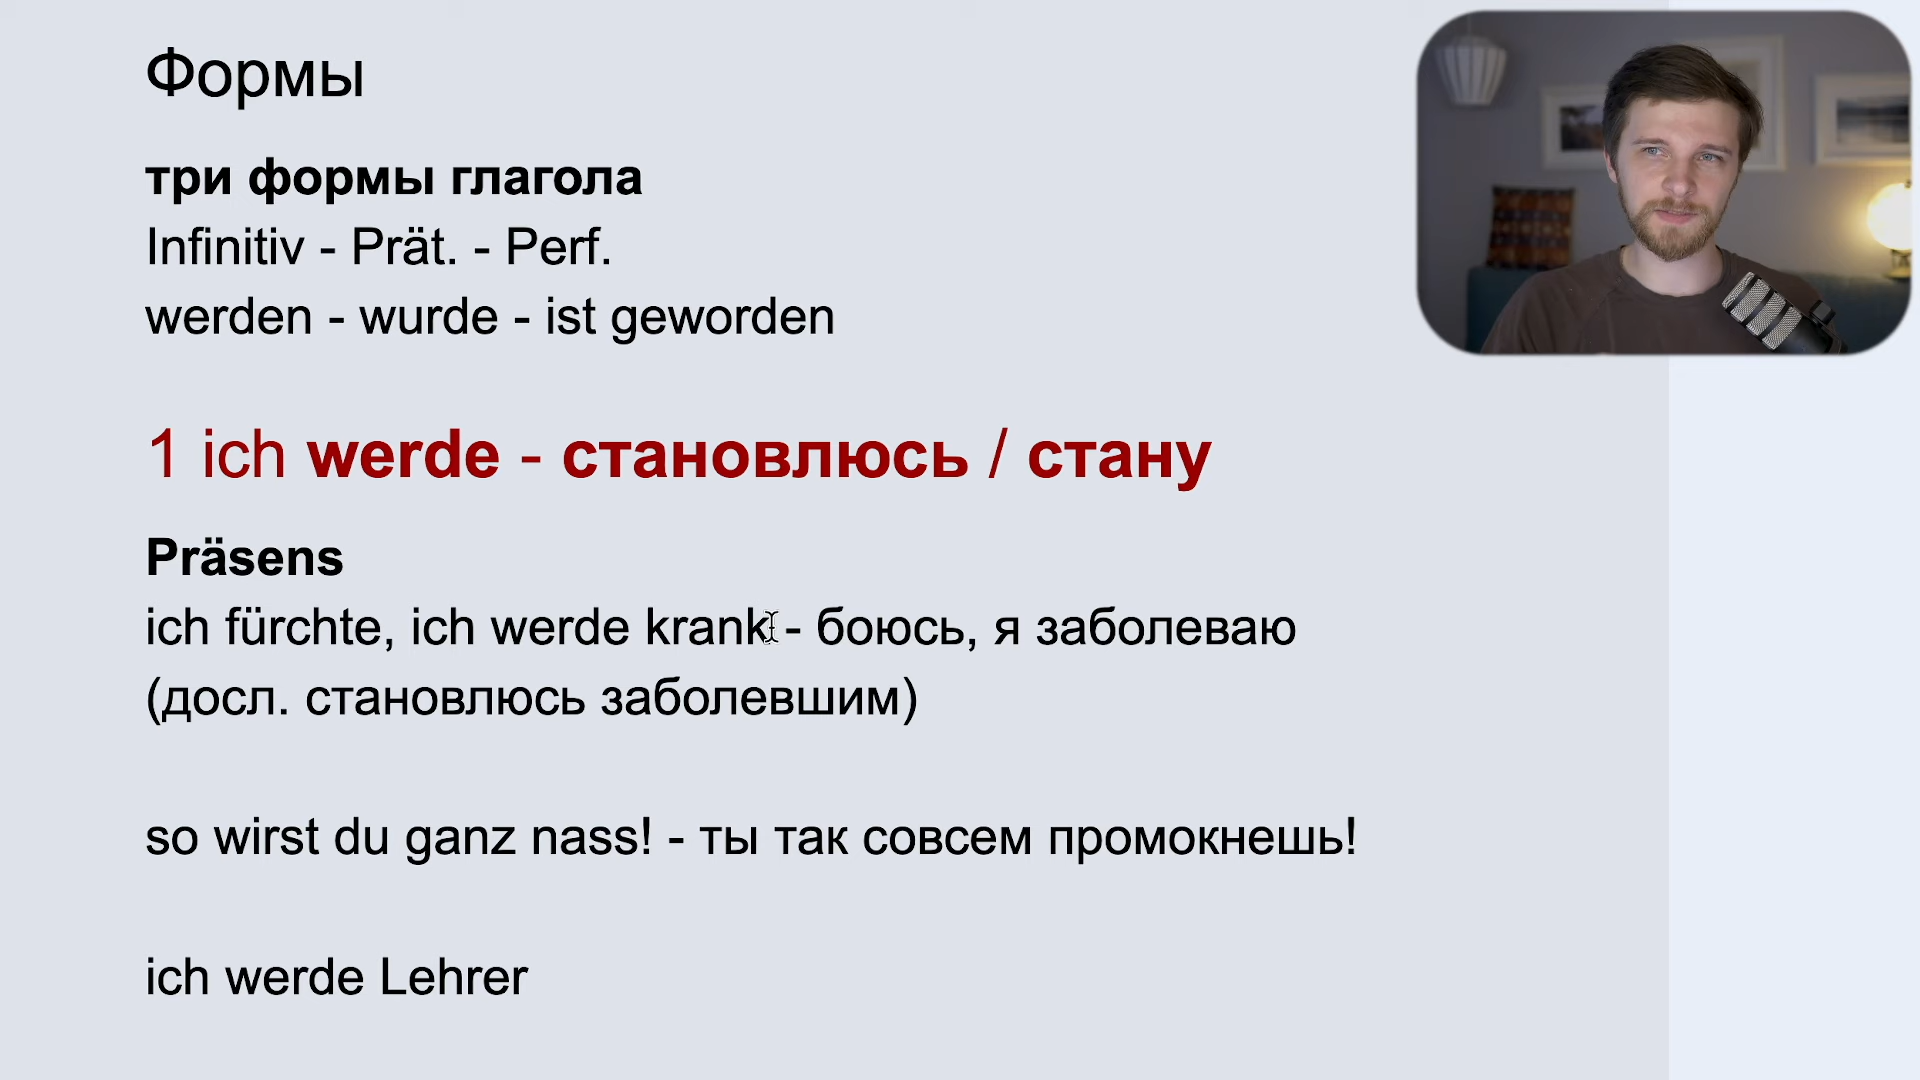 Формы
три формы глагола
Infinitiv - Prät. - Perf.
werden - wurde - ist geworden
1 ich werde - становлюсь / стану
Präsens
ich fürchte, ich werde krank - боюсь, я заболеваю
(досл. становлюсь заболевшим)
so wirst du ganz nass! - ты так совсем промокнешь!
ich werde Lehrer